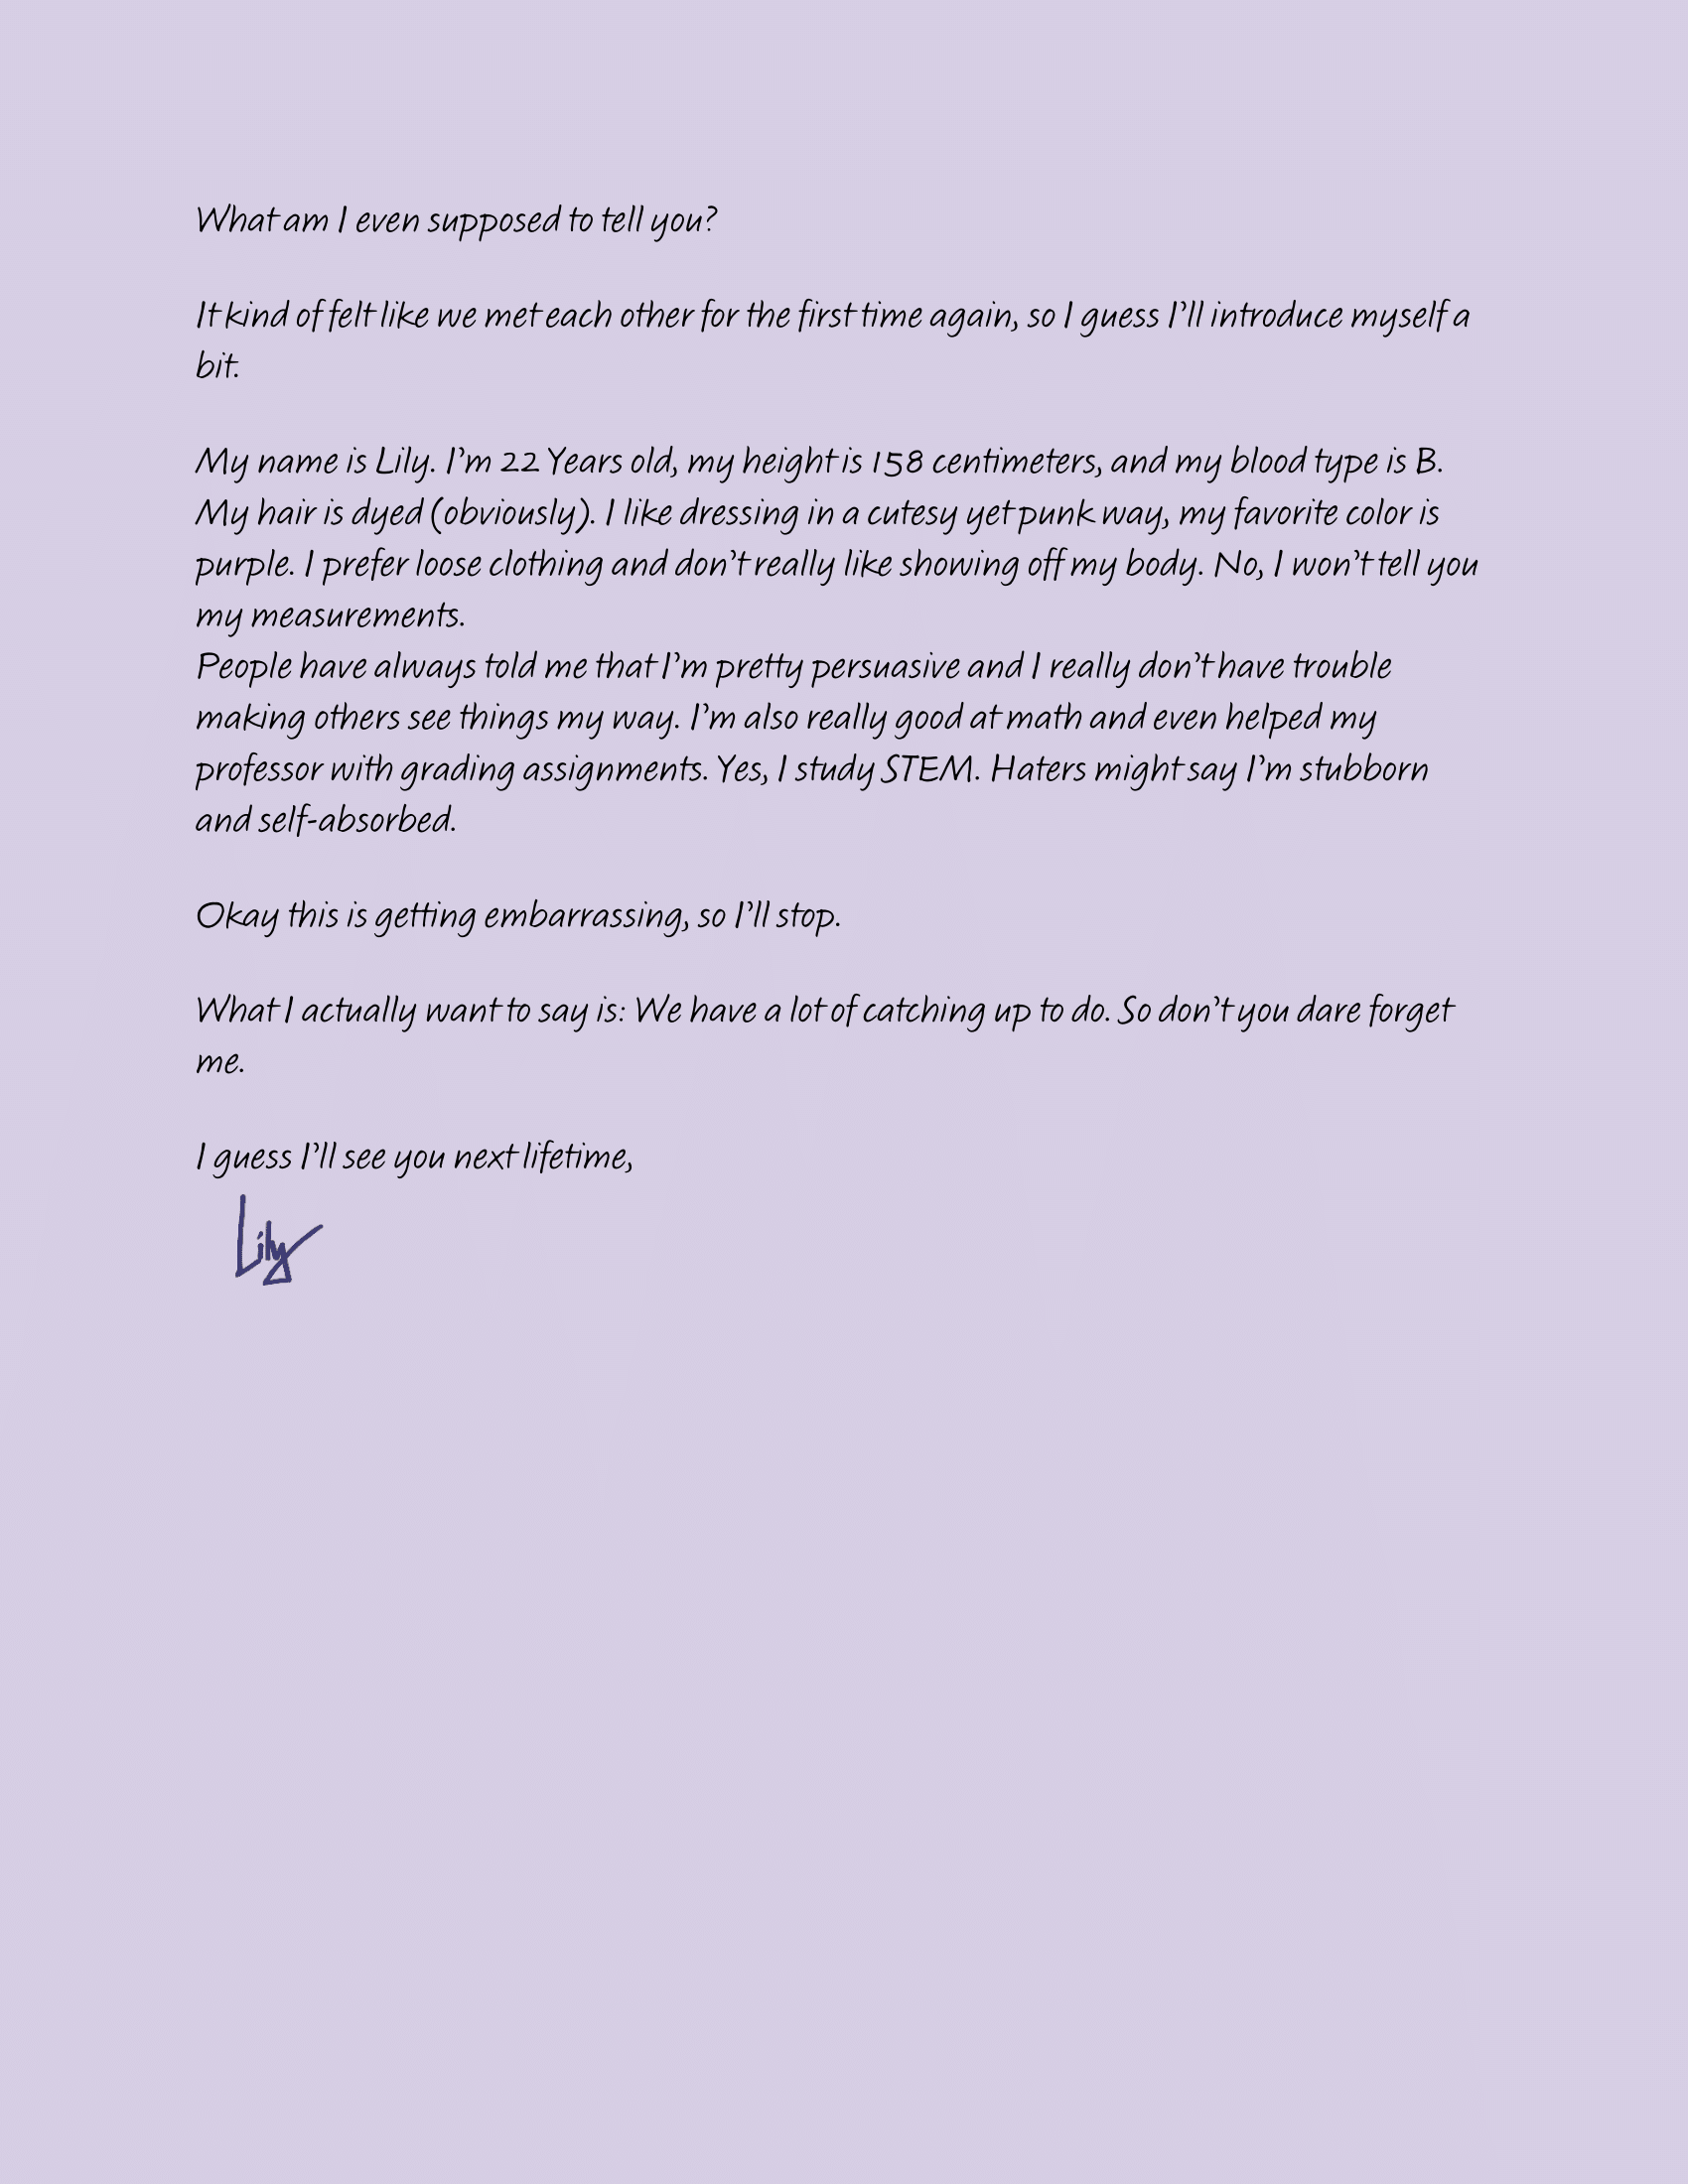 What am I even supposed to tell you?
It kind of felt like we met each other for the first time again, so I guess I'll introduce myself a
bit.
My name is Lily. I'm 22 Years old, my height is 158 centimeters, and my blood type is B.
My hair is dyed (obviously). I like dressing in a cutesy yet punk way, my favorite color is
purple. I prefer loose clothing and don't really like showing off my body. No, I won't tell you
my measurements.
People have always told me that I'm pretty persuasive and I really don't have trouble
making others see things my way. I'm also really good at math and even helped my
professor with grading assignments. Yes, I study STEM. Haters might say I'm stubborn
and self-absorbed.
Okay this is getting embarrassing, so I'll stop.
What I actually want to say is: We have a lot of catching up to do. So don't you dare forget
me.
I guess I'll see you next lifetime,
Lily